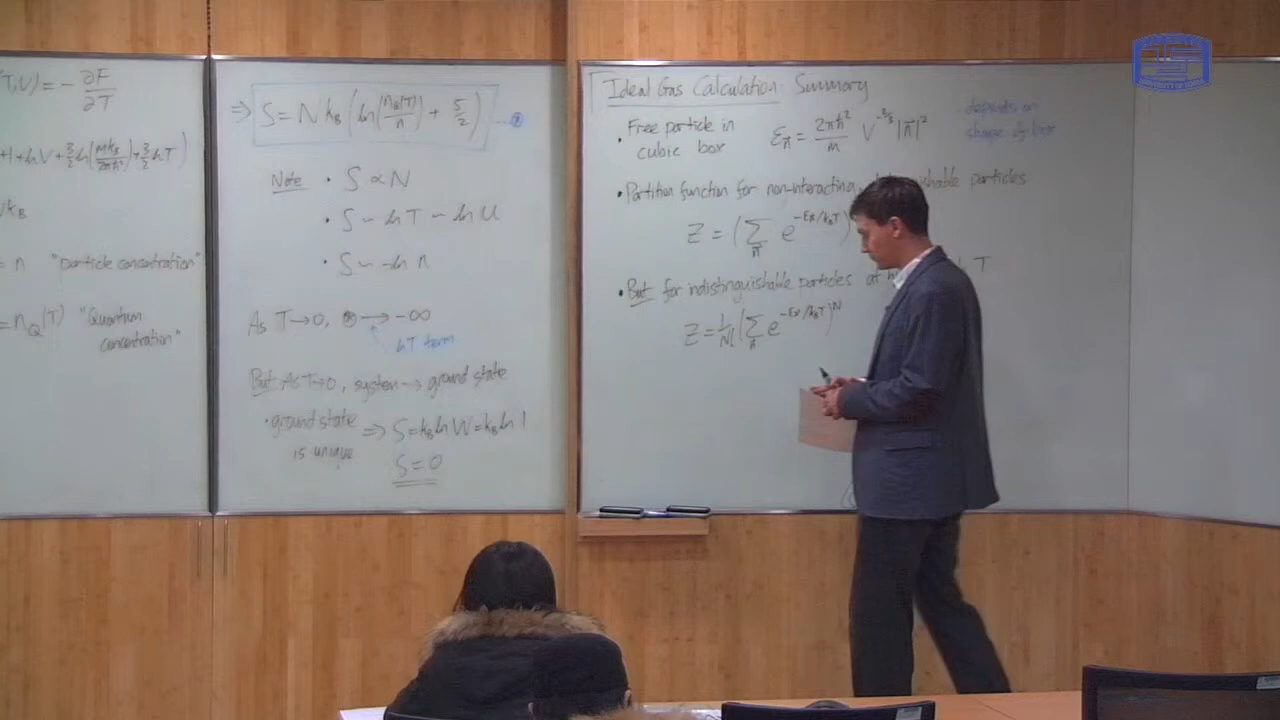 T,V) = - ∂F/∂T
+1+ln V + 3/2 ln(mk_B/2πħ²) + 3/2 ln T)
k_B
= n "particle concentration"
= n_Q(T) "Quantum
concentration"
⇒ S = N k_B (ln(n_Q(T)/n) + 5/2)
Note • S ∝ N
• S ~ ln T ~ ln U
• S ~ -ln n
As T→0, ⊛ → -∞
ln T term
But As T→0, system → ground state
• ground state
is unique
⇒ S = k_B ln W = k_B ln 1
S = 0
Ideal Gas Calculation Summary
• Free particle in
cubic box
ε_n = 2πħ²/m V^-2/3 |n|²
depends on
shape of box
• Partition function for non-interacting, particles
Z = (∑_n e^-ε_n/k_BT)
• But for indistinguishable particles at T
Z = 1/N! (∑_n e^-ε_n/k_BT)^N